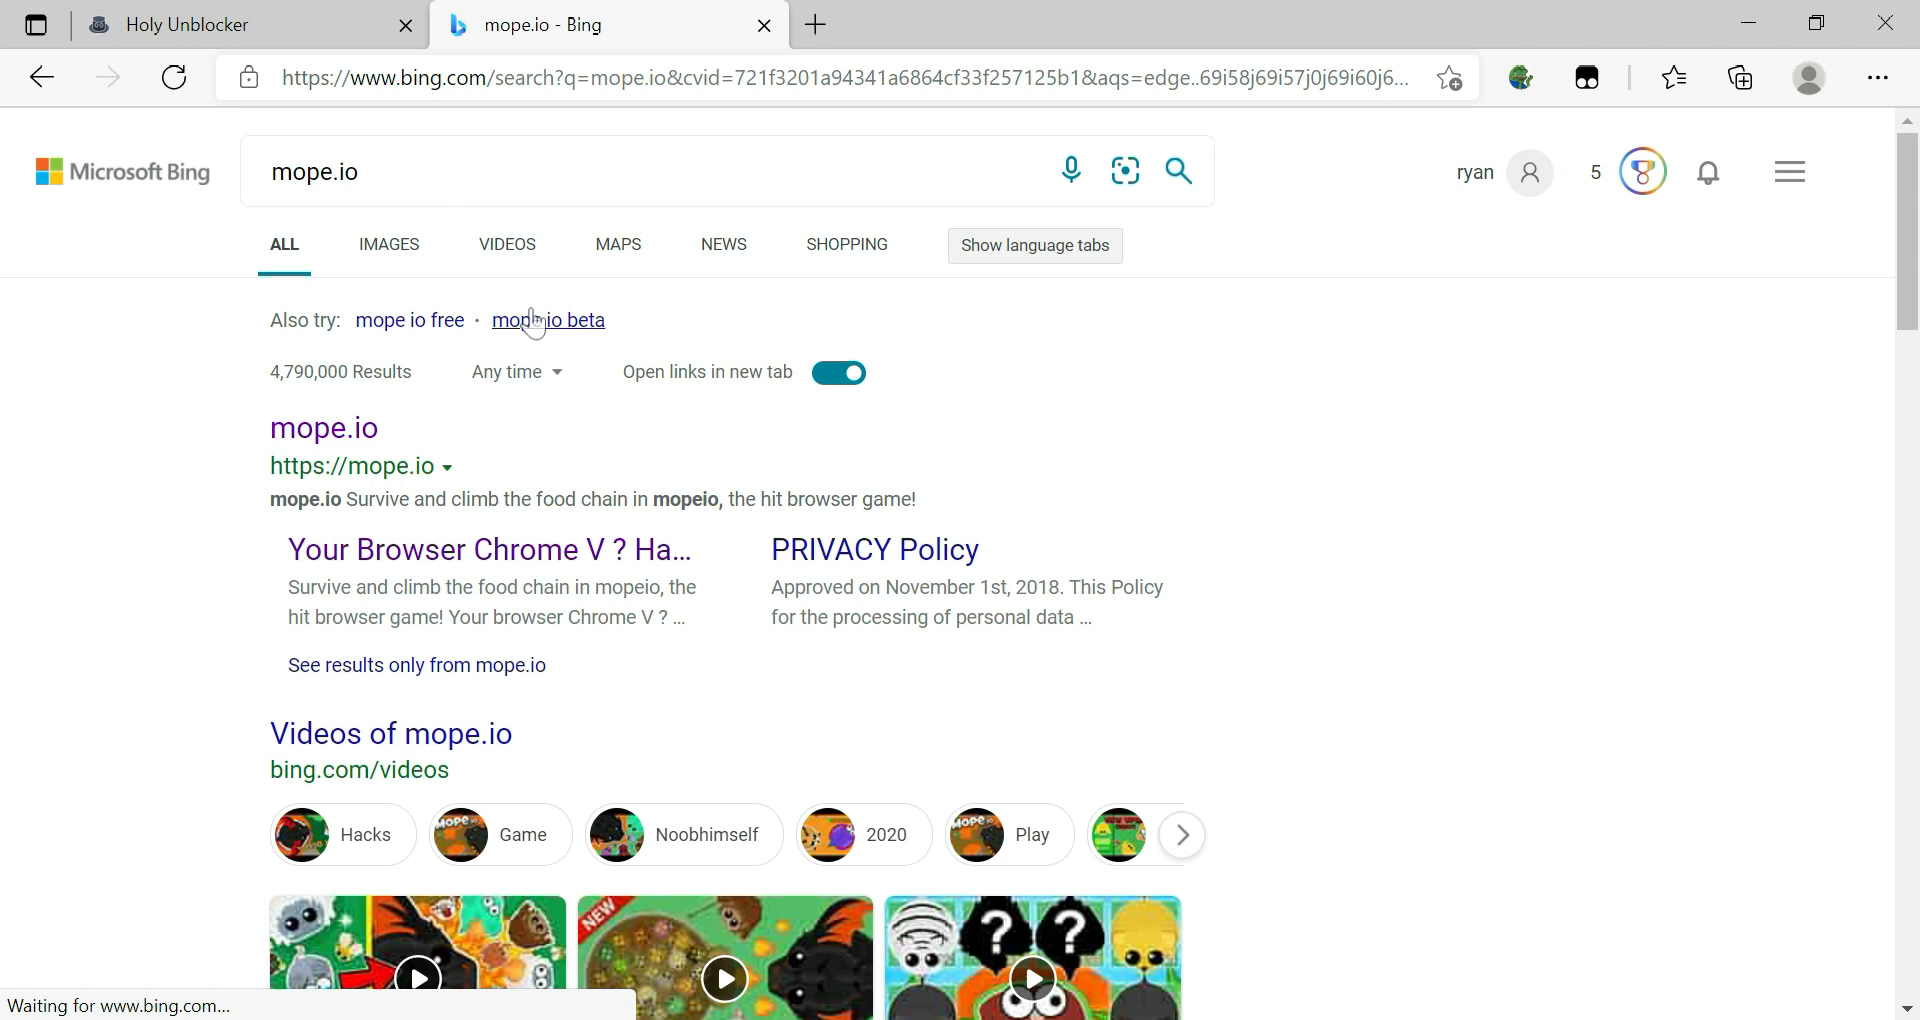 Holy Unblocker
mope.io - Bing
https://www.bing.com/search?q=mope.io&cvid=721f3201a94341a6864cf33f257125b1&aqs=edge..69i58j69i57j0j69i60j6...
Microsoft Bing
mope.io
ryan
5
ALL IMAGES VIDEOS MAPS NEWS SHOPPING Show language tabs
Also try: mope io free · mope io beta
4,790,000 Results Any time Open links in new tab
mope.io
https://mope.io
mope.io Survive and climb the food chain in mopeio, the hit browser game!
Your Browser Chrome V ? Ha...
Survive and climb the food chain in mopeio, the
hit browser game! Your browser Chrome V ? ...
PRIVACY Policy
Approved on November 1st, 2018. This Policy
for the processing of personal data ...
See results only from mope.io
Videos of mope.io
bing.com/videos
Hacks Game Noobhimself 2020 Play
NEW
? ?
Waiting for www.bing.com...